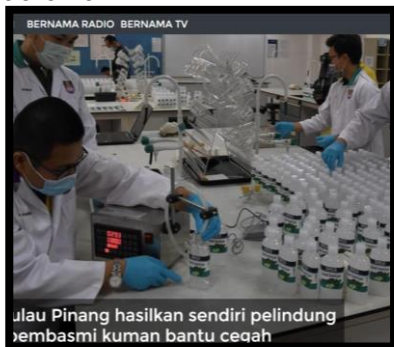 BERNAMA RADIO BERNAMA TV
ulau Pinang hasilkan sendiri pelindung
pembasmi kuman bantu cegah